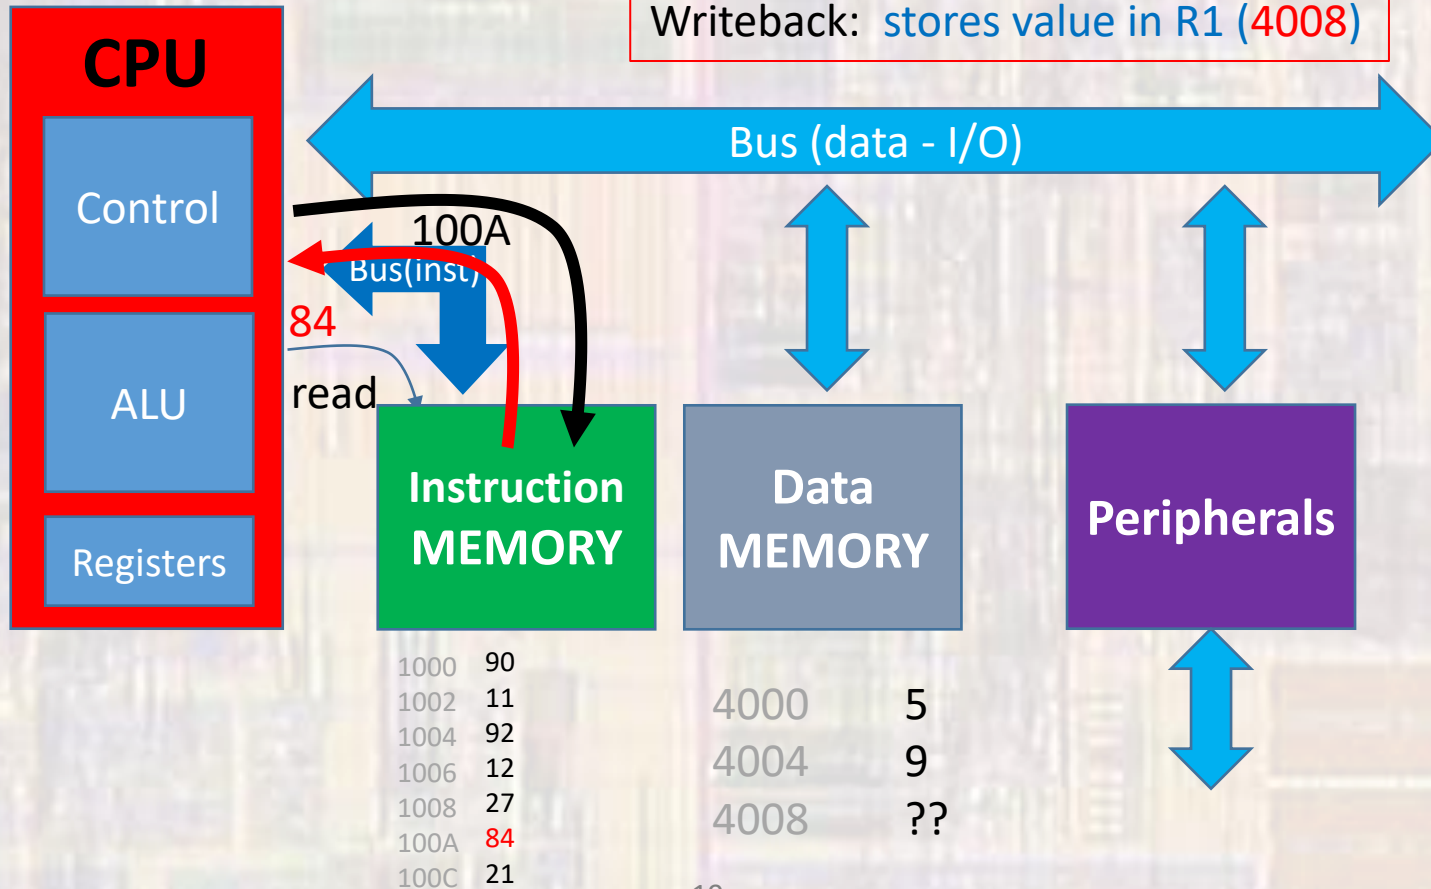 Writeback: stores value in R1 (4008)
CPU
Bus (data - I/O)
Control
100A
Bus(inst)
84
read
ALU
Registers
Instruction
MEMORY
Data
MEMORY
Peripherals
1000 90
1002 11
1004 92
1006 12
1008 27
100A 84
100C 21
4000 5
4004 9
4008 ??